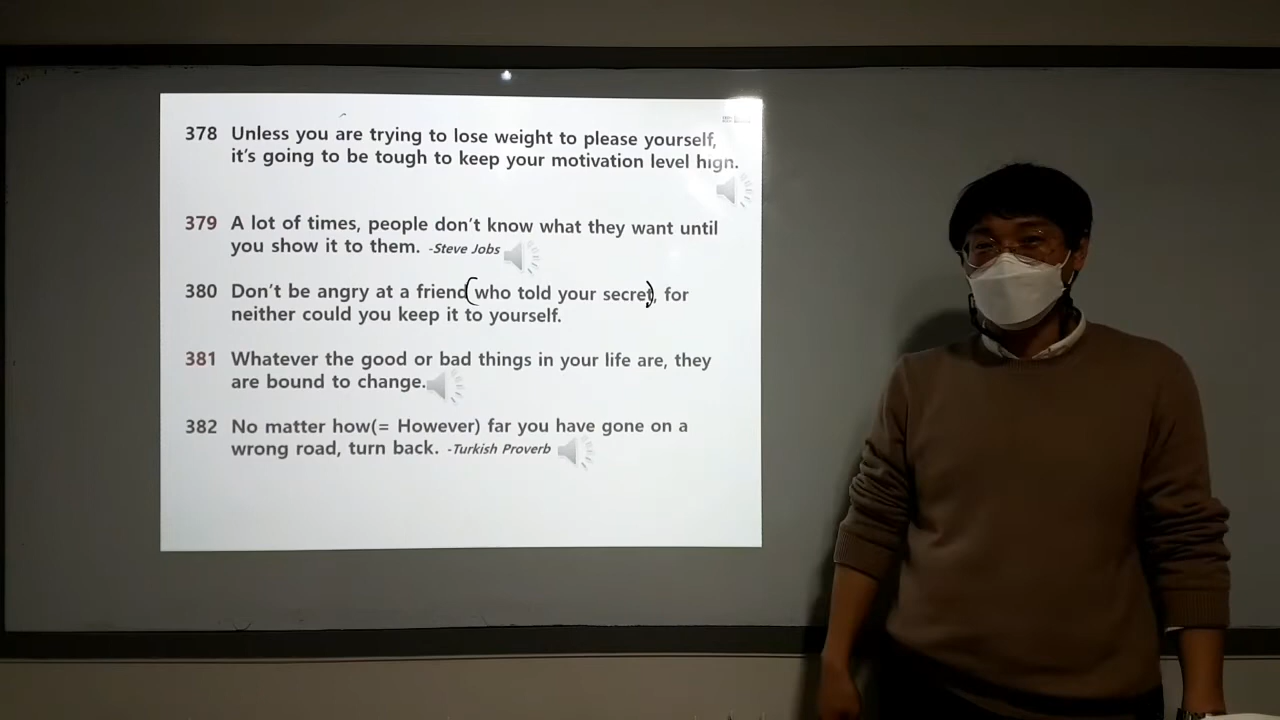 378 Unless you are trying to lose weight to please yourself,
it's going to be tough to keep your motivation level high.
379 A lot of times, people don't know what they want until
you show it to them. -Steve Jobs
380 Don't be angry at a friend(who told your secret), for
neither could you keep it to yourself.
381 Whatever the good or bad things in your life are, they
are bound to change.
382 No matter how(= However) far you have gone on a
wrong road, turn back. -Turkish Proverb